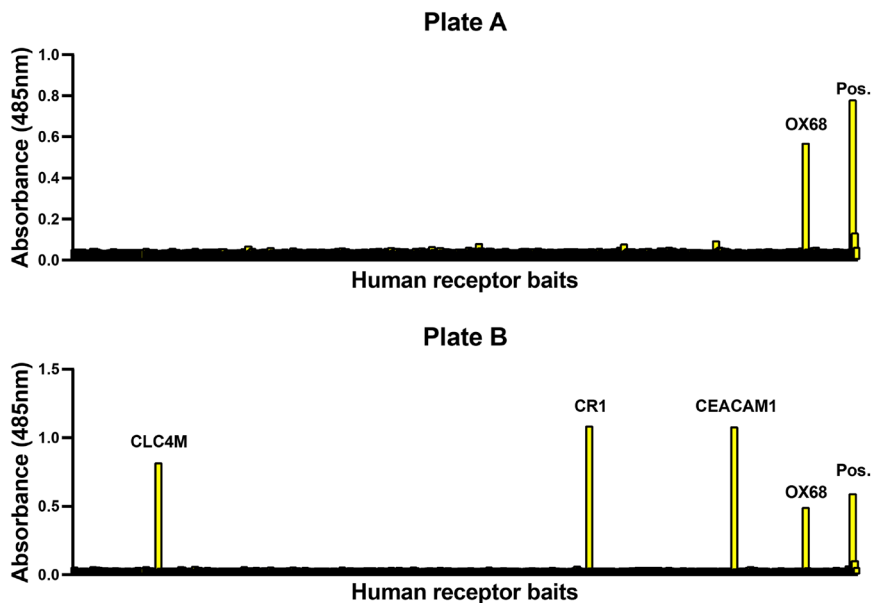 Plate A
Absorbance (485nm)
1.0
0.8
0.6
0.4
0.2
0.0
OX68
Pos.
Human receptor baits
Plate B
Absorbance (485nm)
1.5
1.0
0.5
0.0
CLC4M
CR1
CEACAM1
OX68
Pos.
Human receptor baits